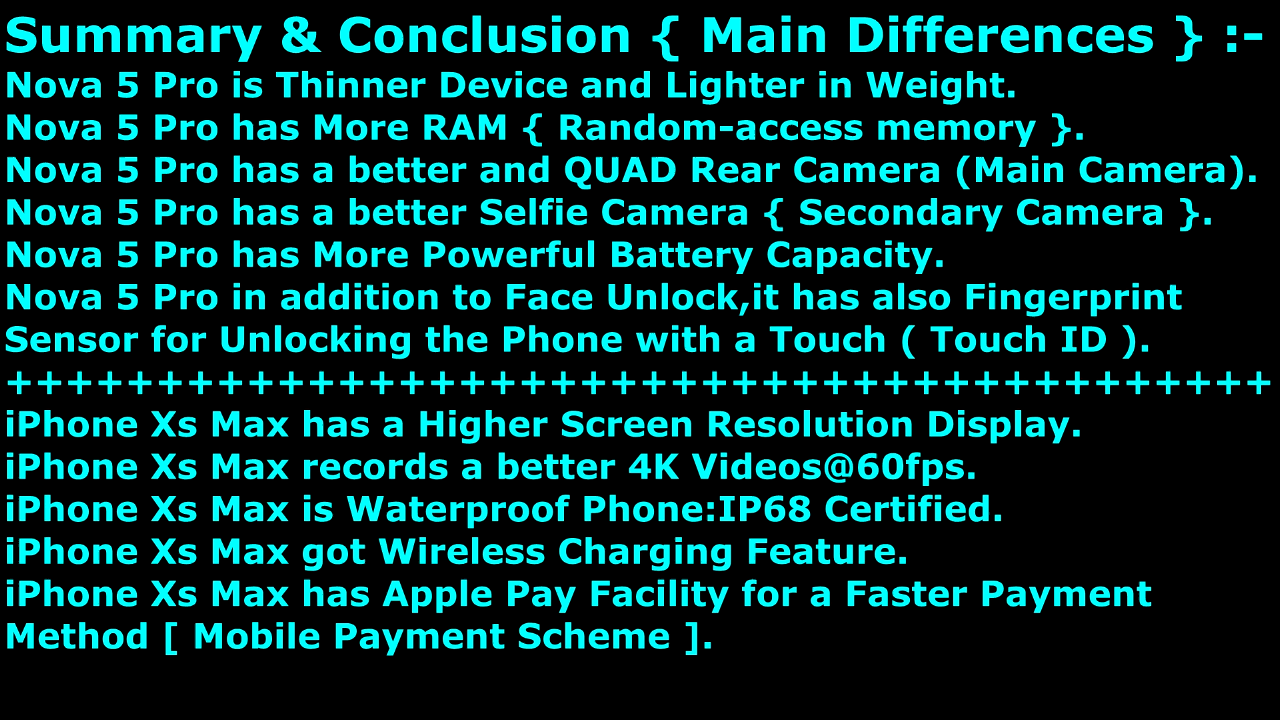 Summary & Conclusion { Main Differences } :-
Nova 5 Pro is Thinner Device and Lighter in Weight.
Nova 5 Pro has More RAM { Random-access memory }.
Nova 5 Pro has a better and QUAD Rear Camera (Main Camera).
Nova 5 Pro has a better Selfie Camera { Secondary Camera }.
Nova 5 Pro has More Powerful Battery Capacity.
Nova 5 Pro in addition to Face Unlock,it has also Fingerprint
Sensor for Unlocking the Phone with a Touch ( Touch ID ).
++++++++++++++++++++++++++++++++++++++++++
iPhone Xs Max has a Higher Screen Resolution Display.
iPhone Xs Max records a better 4K Videos@60fps.
iPhone Xs Max is Waterproof Phone:IP68 Certified.
iPhone Xs Max got Wireless Charging Feature.
iPhone Xs Max has Apple Pay Facility for a Faster Payment
Method [ Mobile Payment Scheme ].